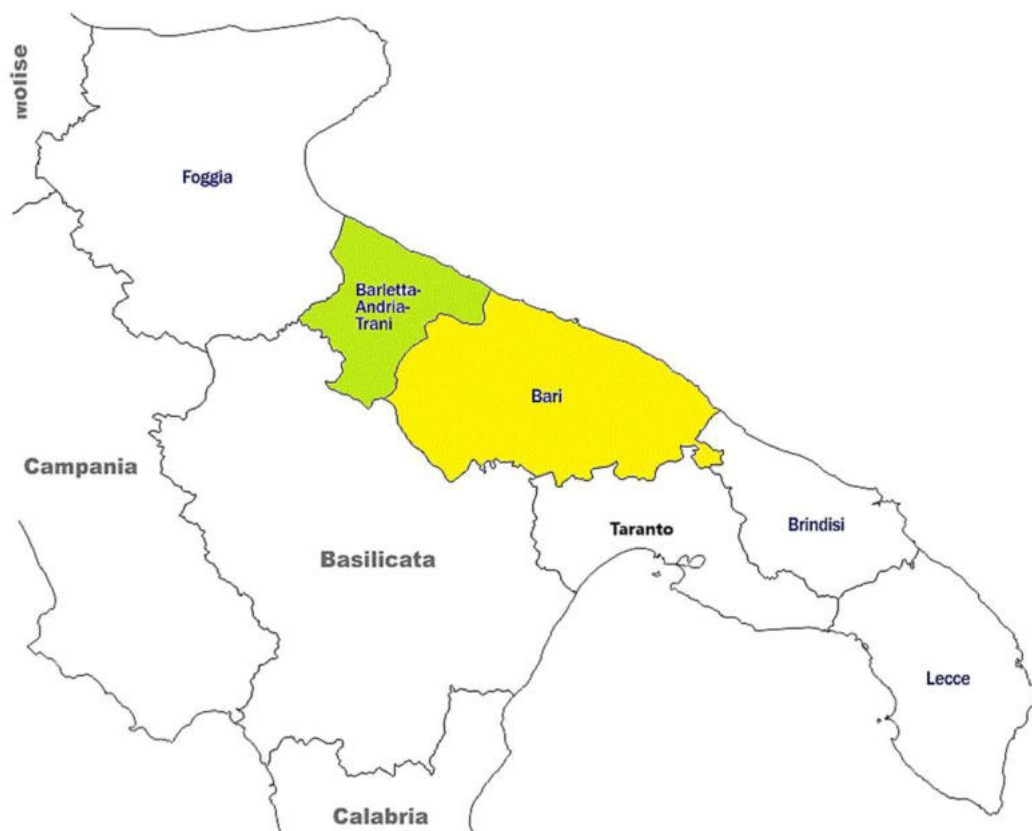 Molise
Foggia
Barletta-
Andria-
Trani
Bari
Campania
Basilicata
Taranto
Brindisi
Lecce
Calabria